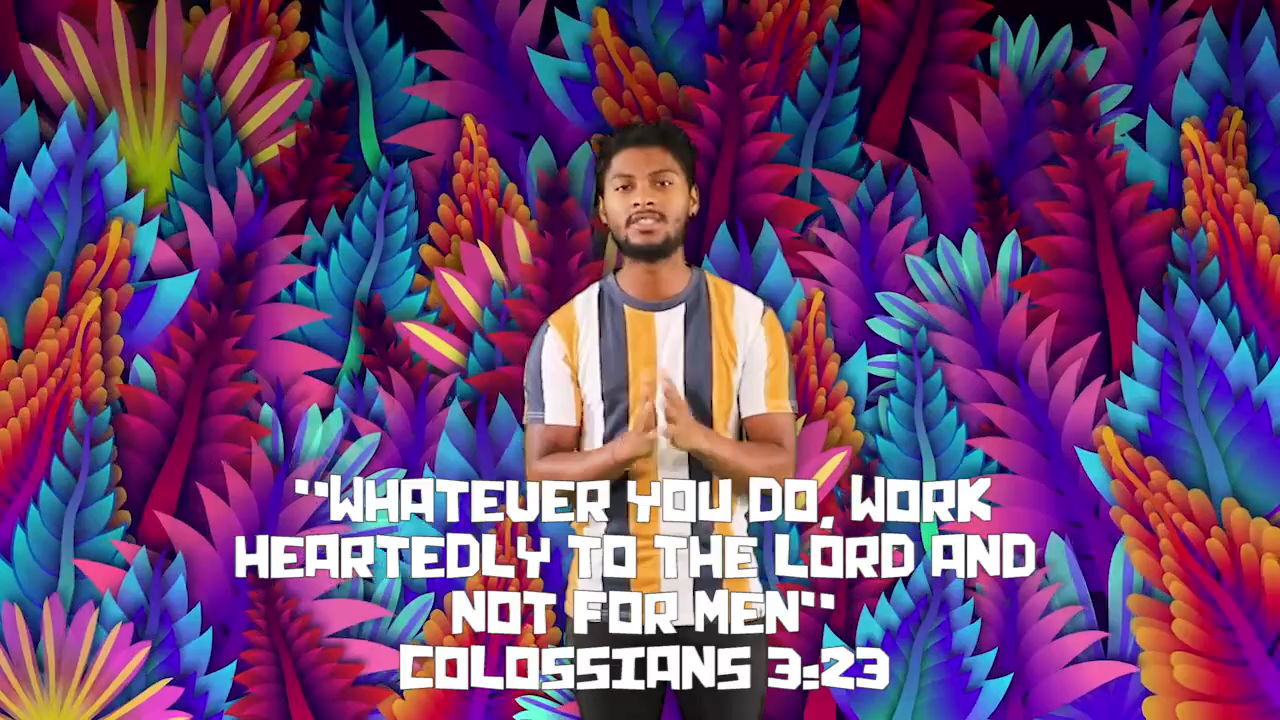 "WHATEVER YOU DO, WORK
HEARTEDLY TO THE LORD AND
NOT FOR MEN"
COLOSSIANS 3:23